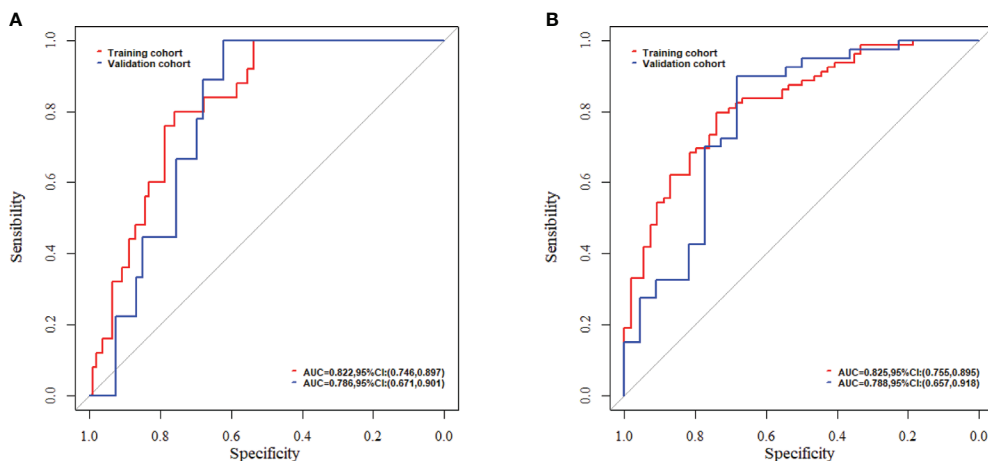 A
Training cohort
Validation cohort
Sensibility
1.0
0.8
0.6
0.4
0.2
0.0
AUC=0.822,95%CI:(0.746,0.897)
AUC=0.786,95%CI:(0.671,0.901)
1.0 0.8 0.6 0.4 0.2 0.0
Specificity
B
Training cohort
Validation cohort
Sensibility
1.0
0.8
0.6
0.4
0.2
0.0
AUC=0.825,95%CI:(0.755,0.895)
AUC=0.788,95%CI:(0.657,0.918)
1.0 0.8 0.6 0.4 0.2 0.0
Specificity